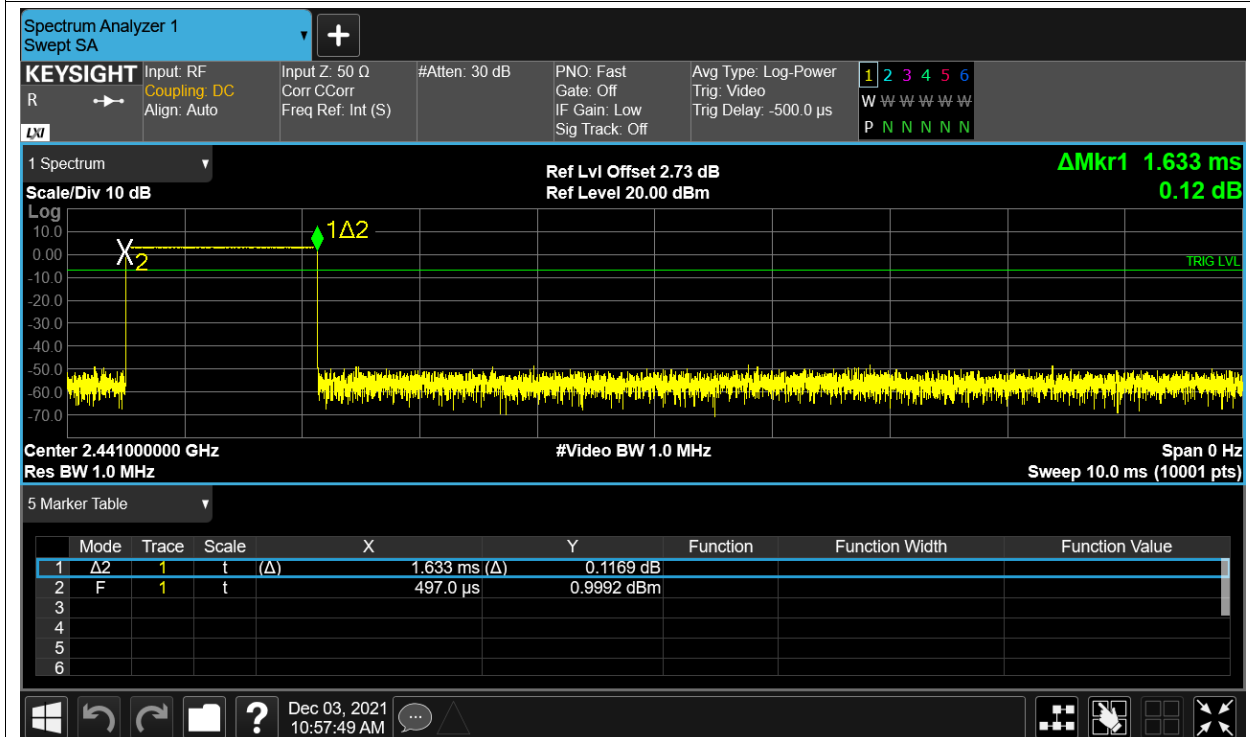 Spectrum Analyzer 1
Swept SA
KEYSIGHT Input: RF Input Z: 50 Ω #Atten: 30 dB PNO: Fast Avg Type: Log-Power 1 2 3 4 5 6
R Coupling: DC Corr CCorr Gate: Off Trig: Video W W W W W W
Align: Auto Freq Ref: Int (S) IF Gain: Low Trig Delay: -500.0 µs P N N N N N
LXI Sig Track: Off
1 Spectrum Ref Lvl Offset 2.73 dB ΔMkr1 1.633 ms
Scale/Div 10 dB Ref Level 20.00 dBm 0.12 dB
Log
10.0 1Δ2
0.00 X 2
TRIG LVL
-10.0
-20.0
-30.0
-40.0
-50.0
-60.0
-70.0
Center 2.441000000 GHz #Video BW 1.0 MHz Span 0 Hz
Res BW 1.0 MHz Sweep 10.0 ms (10001 pts)
5 Marker Table
Mode Trace Scale X Y Function Function Width Function Value
1 Δ2 1 t (Δ) 1.633 ms (Δ) 0.1169 dB
2 F 1 t 497.0 µs 0.9992 dBm
3
4
5
6
? Dec 03, 2021
10:57:49 AM